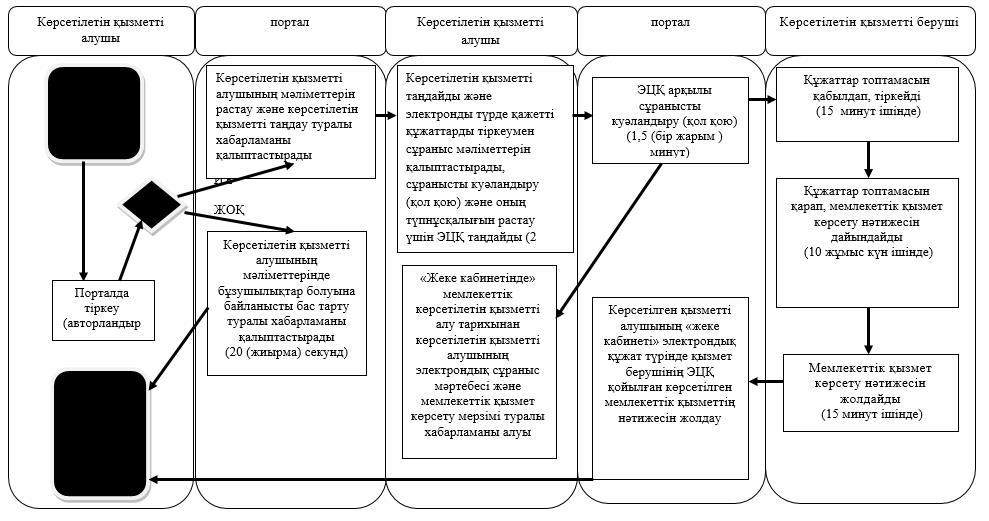 Көрсетілетін қызметті
алушы
портал
Көрсетілетін қызметті
алушы
портал
Көрсетілетін қызметті беруші
Порталда
тіркеу
(авторландыр
Көрсетілетін қызметті
алушының мәліметтерін
растау және көрсетілетін
қызметті таңдау туралы
хабарламаны
қалыптастырады
ЖОҚ
Көрсетілетін қызметті
алушының
мәліметтерінде
бұзушылықтар болуына
байланысты бас тарту
туралы хабарламаны
қалыптастырады
(20 (жиырма) секунд)
Көрсетілетін қызметті
таңдайды және
электронды түрде қажетті
құжаттарды тіркеумен
сұраныс мәліметтерін
қалыптастырады,
сұранысты куәландыру
(қол қою) және оның
түпнұсқалығын растау
үшін ЭЦҚ таңдайды (2
«Жеке кабинетінде»
мемлекеттік
көрсетілетін қызметті
алу тарихынан
көрсетілетін қызметті
алушының
электрондық сұраныс
мәртебесі және
мемлекеттік қызмет
көрсету мерзімі туралы
хабарламаны алуы
ЭЦҚ арқылы
сұранысты
куәландыру (қол қою)
(1,5 (бір жарым )
минут)
Көрсетілген қызметті
алушының «жеке
кабинеті» электрондық
құжат түрінде қызмет
берушінің ЭЦҚ
қойылған көрсетілген
мемлекеттік қызметтің
нәтижесін жолдау
Құжаттар топтамасын
қабылдап, тіркейді
(15 минут ішінде)
Құжаттар топтамасын
қарап, мемлекеттік қызмет
көрсету нәтижесін
дайындайды
(10 жұмыс күн ішінде)
Мемлекеттік қызмет
көрсету нәтижесін
жолдайды
(15 минут ішінде)